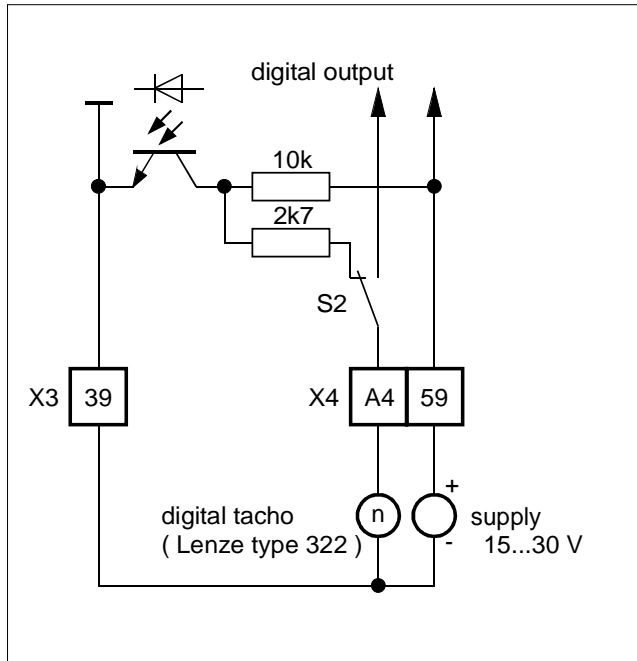 digital output
10k
2k7
S2
X3 39
X4 A4 59
digital tacho
( Lenze type 322 )
n
+
supply
-
15...30 V